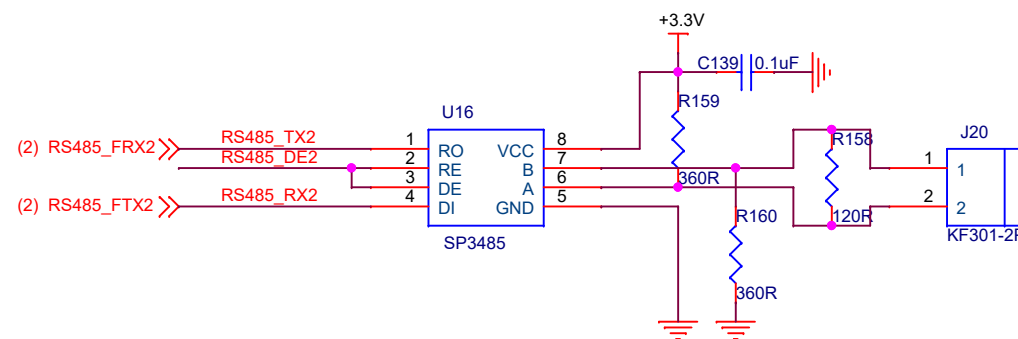 +3.3V
C139 0.1uF
R159
U16
J20
(2) RS485_FRX2 RS485_TX2 1 RO VCC 8
R158
RS485_DE2 2 RE B 7
1 1
3 DE A 6
360R
(2) RS485_FTX2 RS485_RX2 4 DI GND 5
2 2
R160 120R
SP3485
KF301-2P
360R